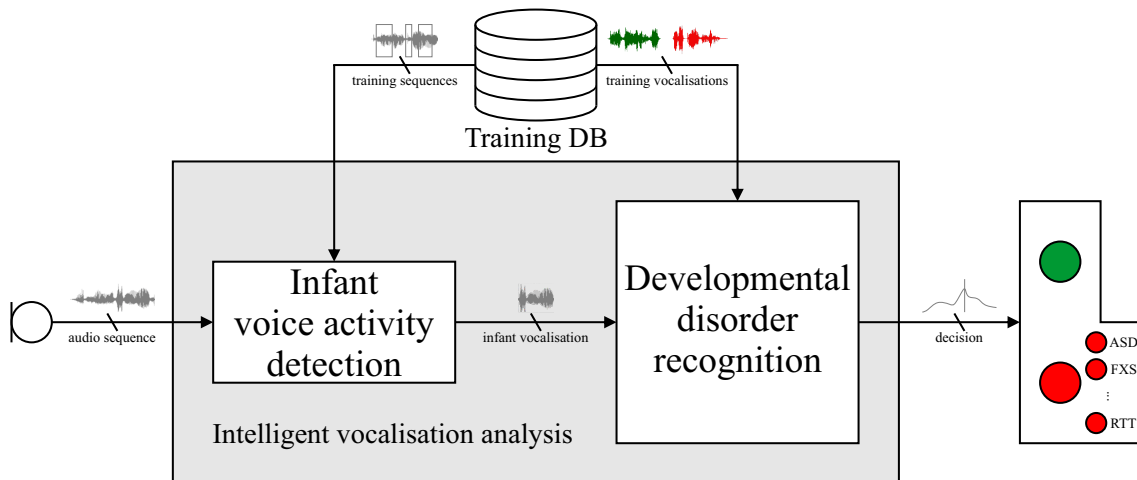 training sequences
training vocalisations
Training DB
audio sequence
Infant
voice activity
detection
infant vocalisation
Developmental
disorder
recognition
decision
ASD
FXS
...
RTT
Intelligent vocalisation analysis